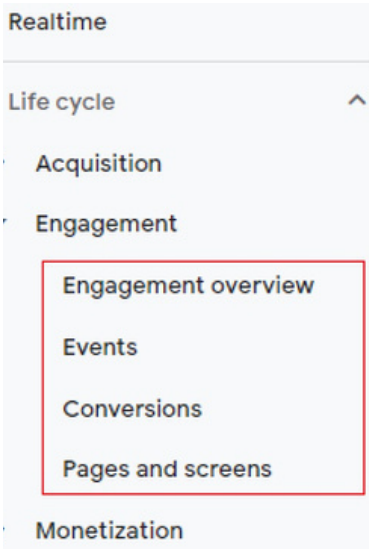 Realtime
Life cycle
Acquisition
Engagement
Engagement overview
Events
Conversions
Pages and screens
Monetization